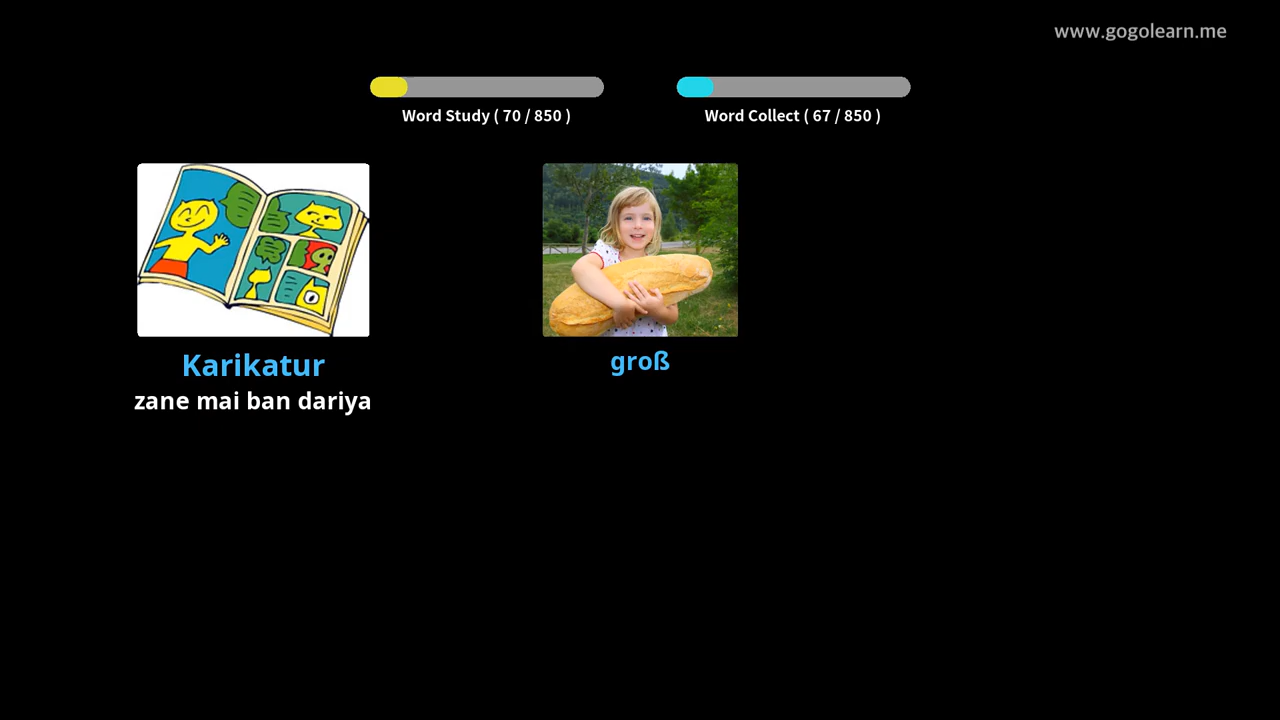 www.gogolearn.me
Word Study ( 70 / 850 )
Word Collect ( 67 / 850 )
Karikatur
zane mai ban dariya
groß